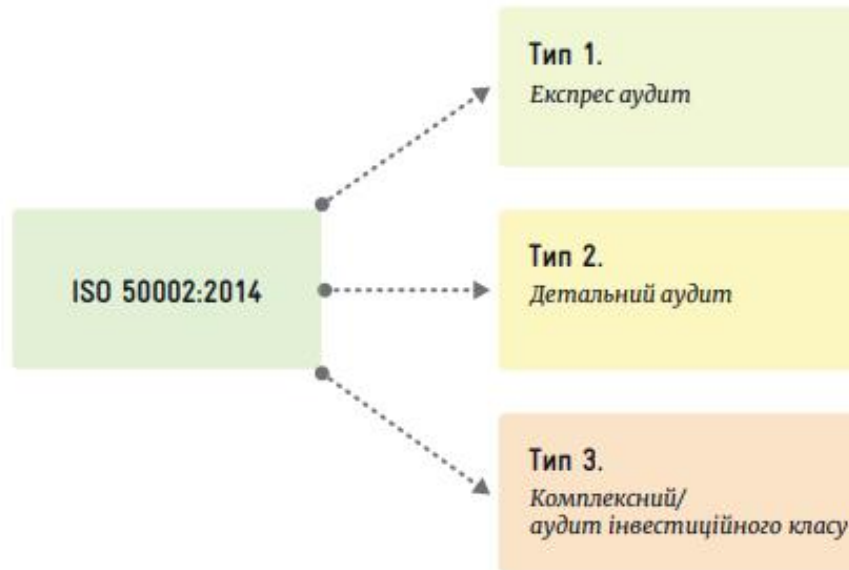 Тип 1.
Експрес аудит
ISO 50002:2014
Тип 2.
Детальний аудит
Тип 3.
Комплексний/
аудит інвестиційного класу